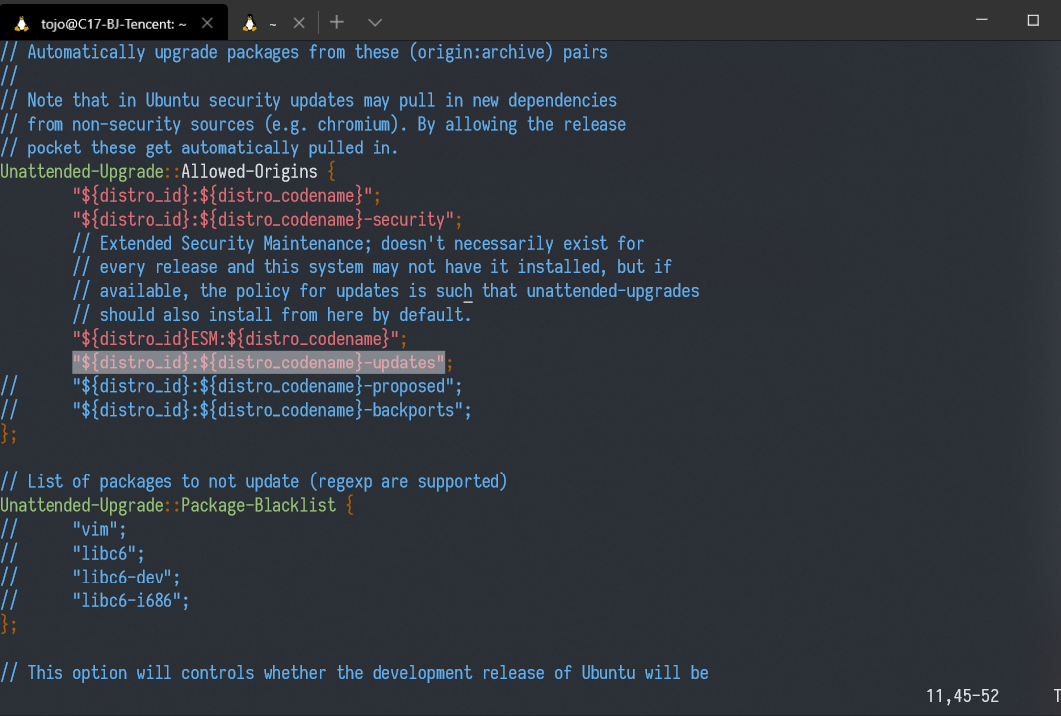 tojo@C17-BJ-Tencent: ~
~
// Automatically upgrade packages from these (origin:archive) pairs
//
// Note that in Ubuntu security updates may pull in new dependencies
// from non-security sources (e.g. chromium). By allowing the release
// pocket these get automatically pulled in.
Unattended-Upgrade::Allowed-Origins {
        "${distro_id}:${distro_codename}";
        "${distro_id}:${distro_codename}-security";
        // Extended Security Maintenance; doesn't necessarily exist for
        // every release and this system may not have it installed, but if
        // available, the policy for updates is such that unattended-upgrades
        // should also install from here by default.
        "${distro_id}ESM:${distro_codename}";
        "${distro_id}:${distro_codename}-updates";
//      "${distro_id}:${distro_codename}-proposed";
//      "${distro_id}:${distro_codename}-backports";
};
// List of packages to not update (regexp are supported)
Unattended-Upgrade::Package-Blacklist {
//      "vim";
//      "libc6";
//      "libc6-dev";
//      "libc6-i686";
};
// This option will controls whether the development release of Ubuntu will be
11,45-52 T